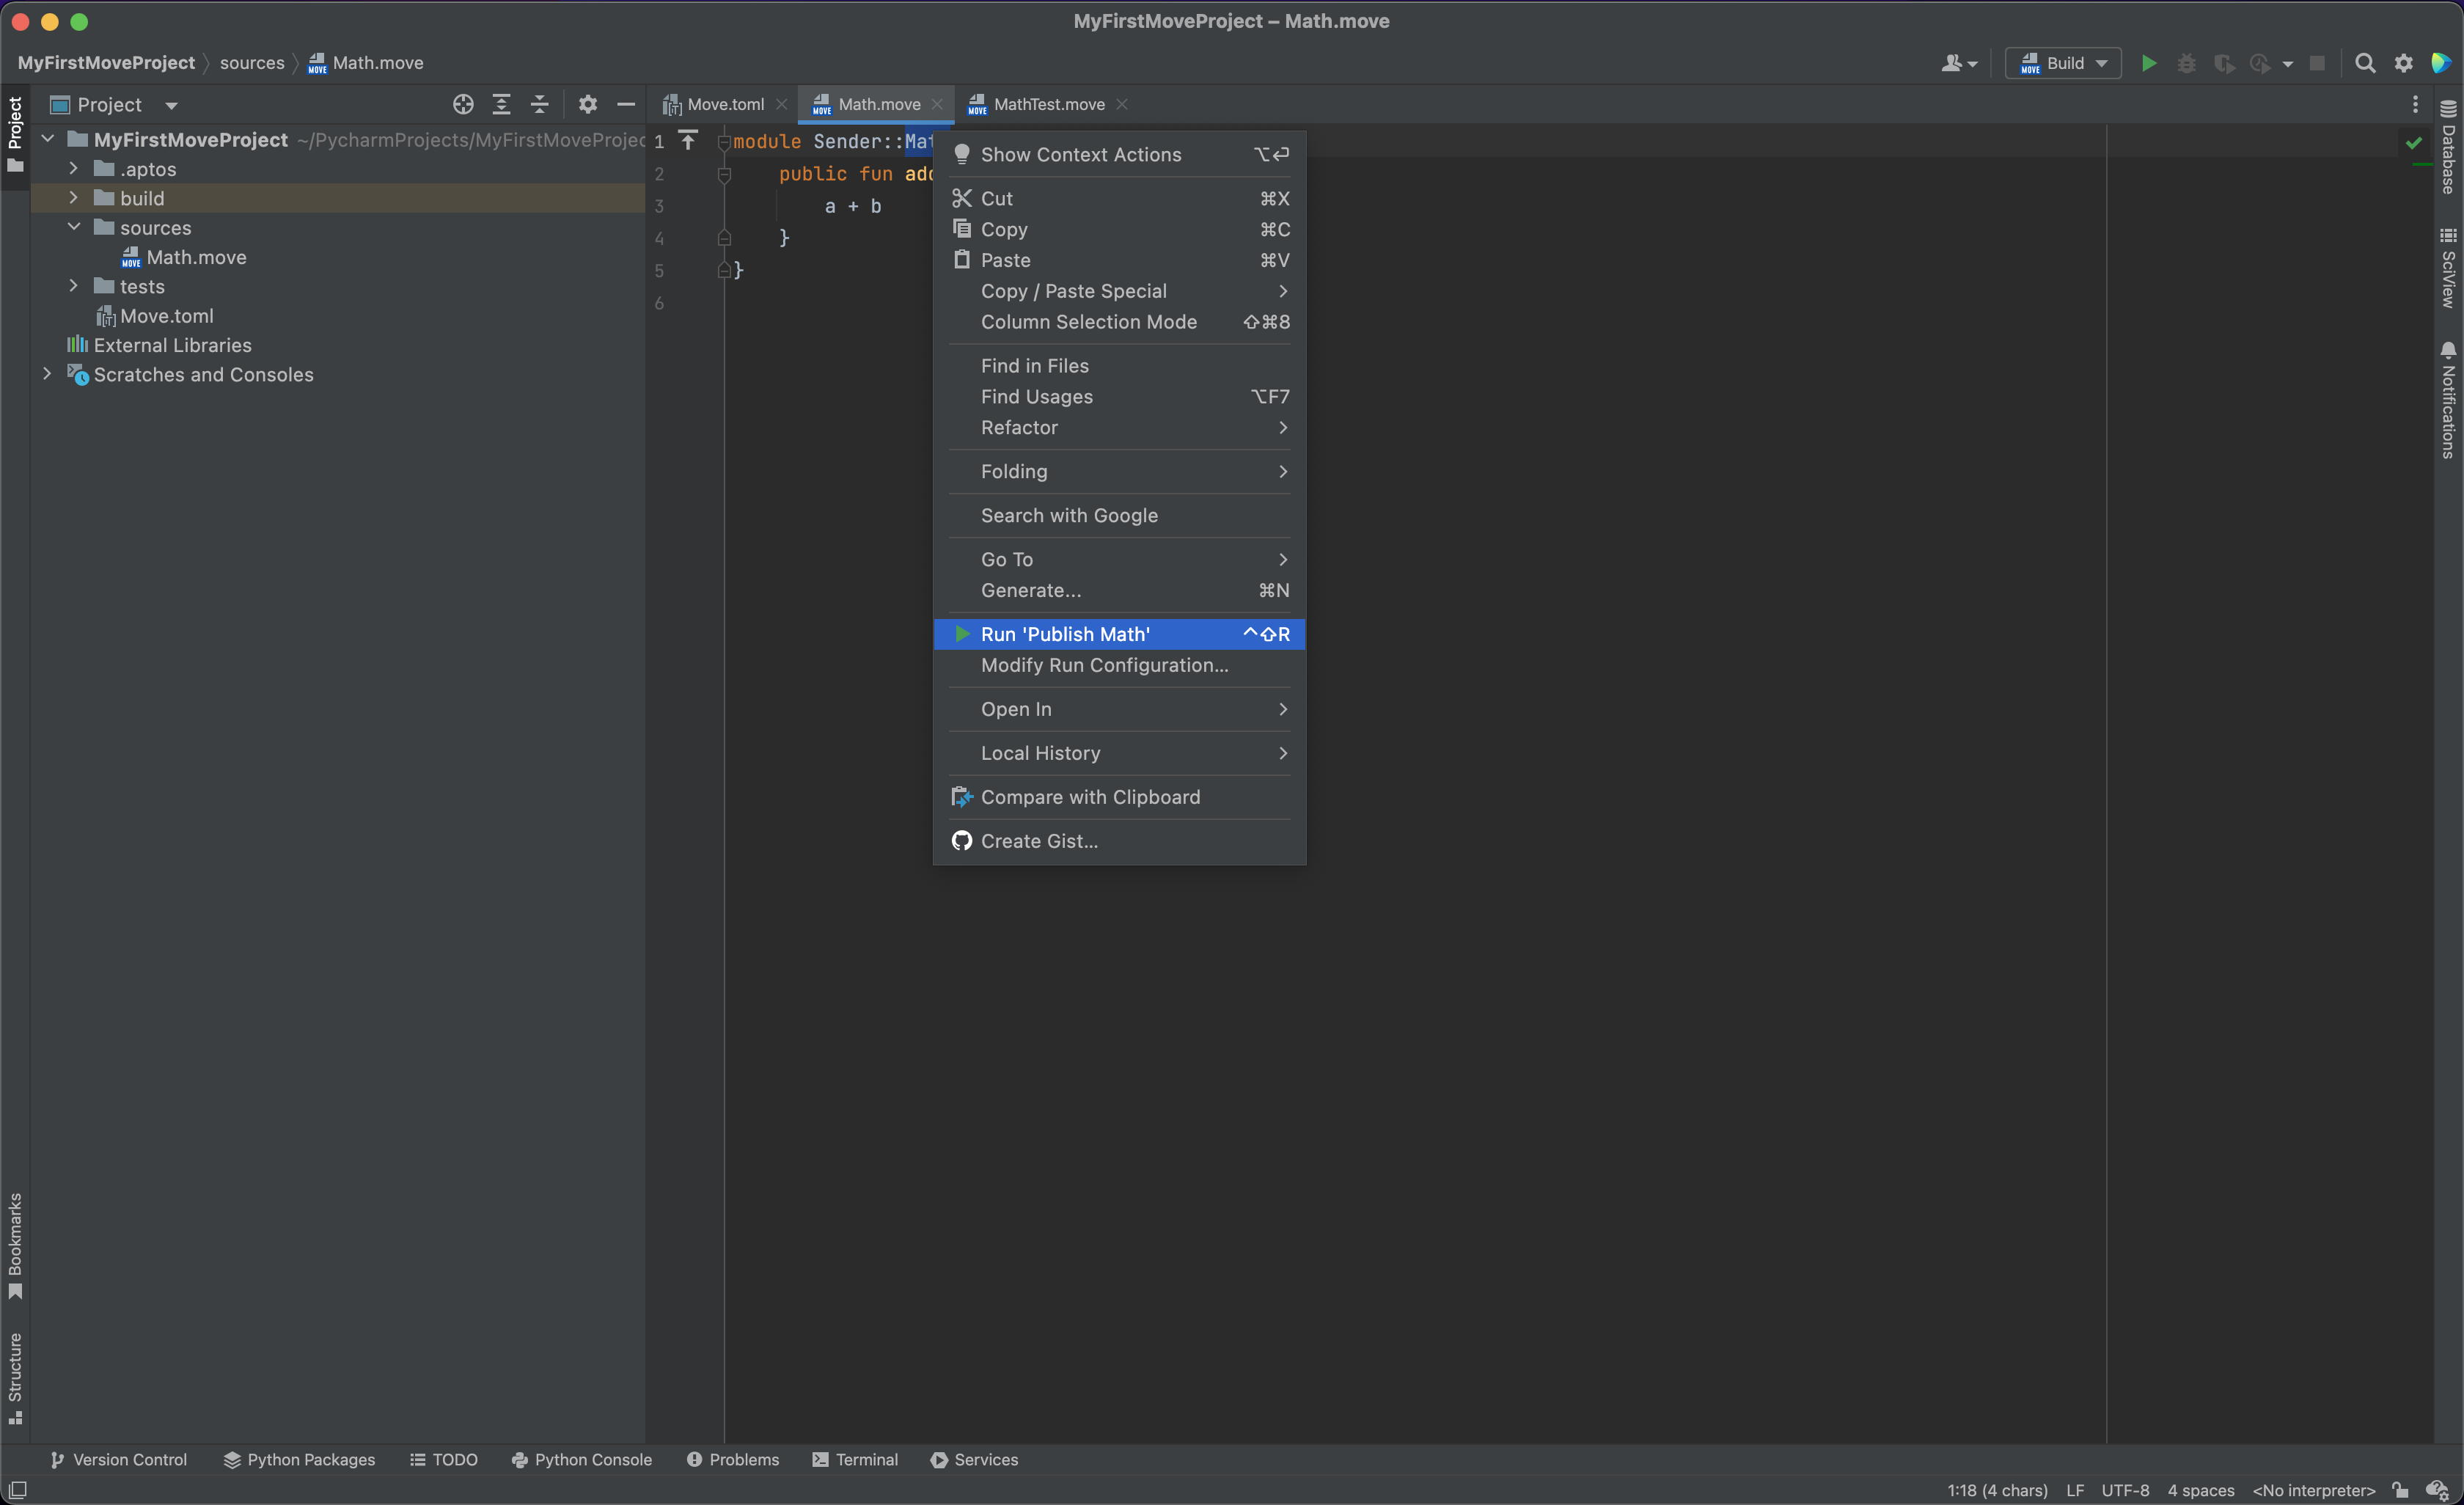 MyFirstMoveProject – Math.move
MyFirstMoveProject sources Math.move
Build
Project
Project
Move.toml
Math.move
MathTest.move
MyFirstMoveProject ~/PycharmProjects/MyFirstMoveProjec
.aptos
build
sources
Math.move
tests
Move.toml
External Libraries
Scratches and Consoles
1 module Sender::Mat
2 public fun add
3 a + b
4 }
5 }
6
Show Context Actions ⌥↩
Cut ⌘X
Copy ⌘C
Paste ⌘V
Copy / Paste Special
Column Selection Mode ⇧⌘8
Find in Files
Find Usages ⌥F7
Refactor
Folding
Search with Google
Go To
Generate... ⌘N
Run 'Publish Math' ^⇧R
Modify Run Configuration...
Open In
Local History
Compare with Clipboard
Create Gist...
Database
SciView
Notifications
Bookmarks
Structure
Version Control
Python Packages
TODO
Python Console
Problems
Terminal
Services
1:18 (4 chars) LF UTF-8 4 spaces <No interpreter>